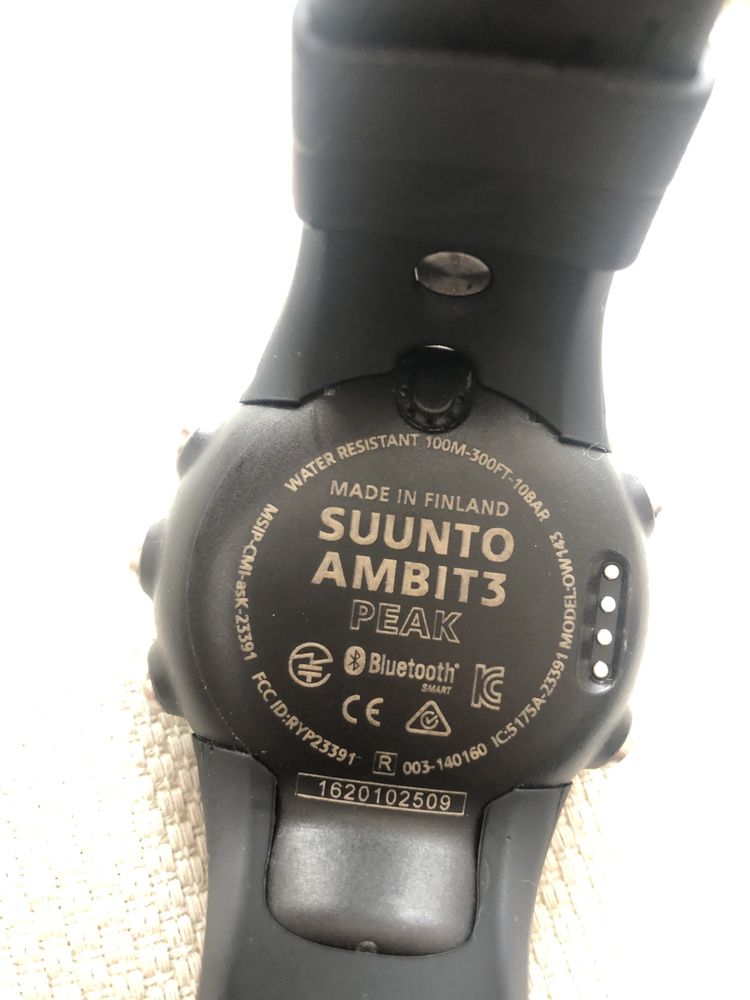 WATER RESISTANT 100M-300FT-10BAR
MADE IN FINLAND
SUUNTO
AMBIT3
PEAK
Bluetooth®
SMART
CE
R 003-140160
IC:5175A-23391 MODEL:OW143
MSIP-CMI-asK-23391
FCC ID:RYP23391
1620102509